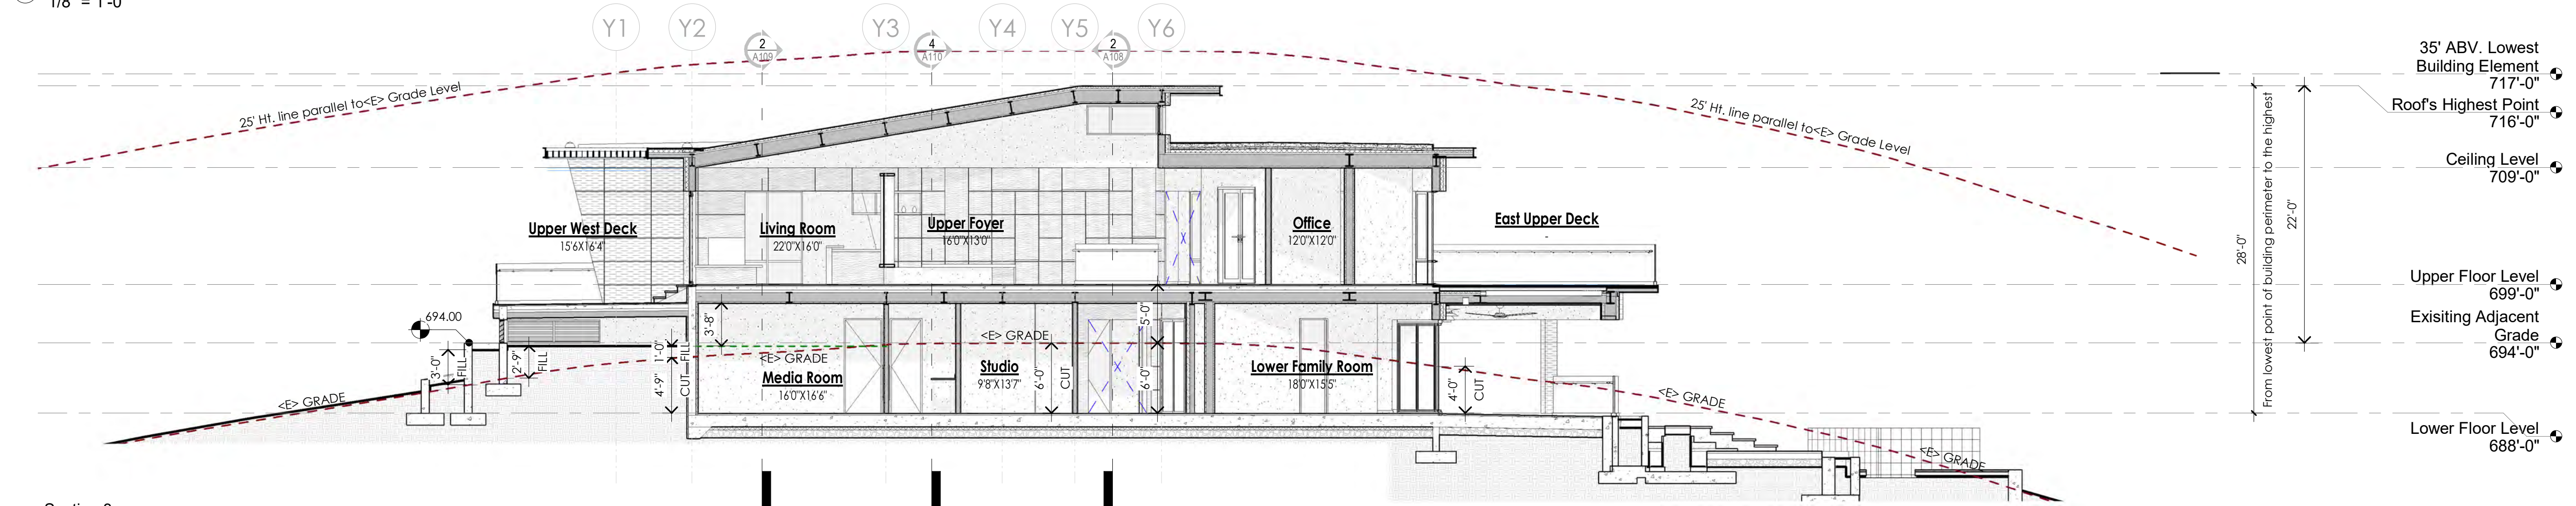 1/8" = 1'-0"
Y1
Y2
Y3
Y4
Y5
Y6
2
A109
4
A110
2
A108
25' Ht. line parallel to<E> Grade Level
25' Ht. line parallel to<E> Grade Level
35' ABV. Lowest
Building Element
717'-0"
Roof's Highest Point
716'-0"
Ceiling Level
709'-0"
Upper Floor Level
699'-0"
Exisiting Adjacent
Grade
694'-0"
Lower Floor Level
688'-0"
28'-0"
From lowest point of building perimeter to the highest
22'-0"
Upper West Deck
15'6X16'4"
Living Room
22'0"X16'0"
Upper Foyer
16'0"X13'0"
Office
12'0"X12'0"
East Upper Deck
-
694.00
3'-0"
FILL
2'-9"
FILL
1'-0"
FILL
4'-9"
CUT
3'-8"
<E> GRADE
<E> GRADE
<E> GRADE
Media Room
16'0"X16'6"
Studio
9'8"X13'7"
6'-0"
CUT
5'-0"
6'-0"
Lower Family Room
18'0"X15'5"
4'-0"
CUT
<E> GRADE
<E> GRADE